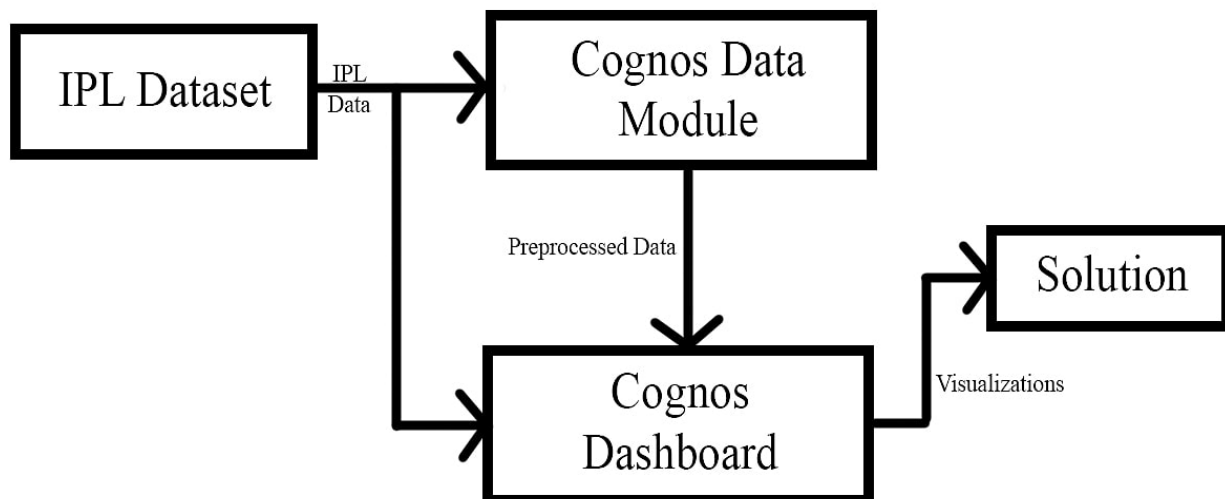 IPL Dataset
IPL
Data
Cognos Data
Module
Preprocessed Data
Solution
Cognos
Dashboard
Visualizations